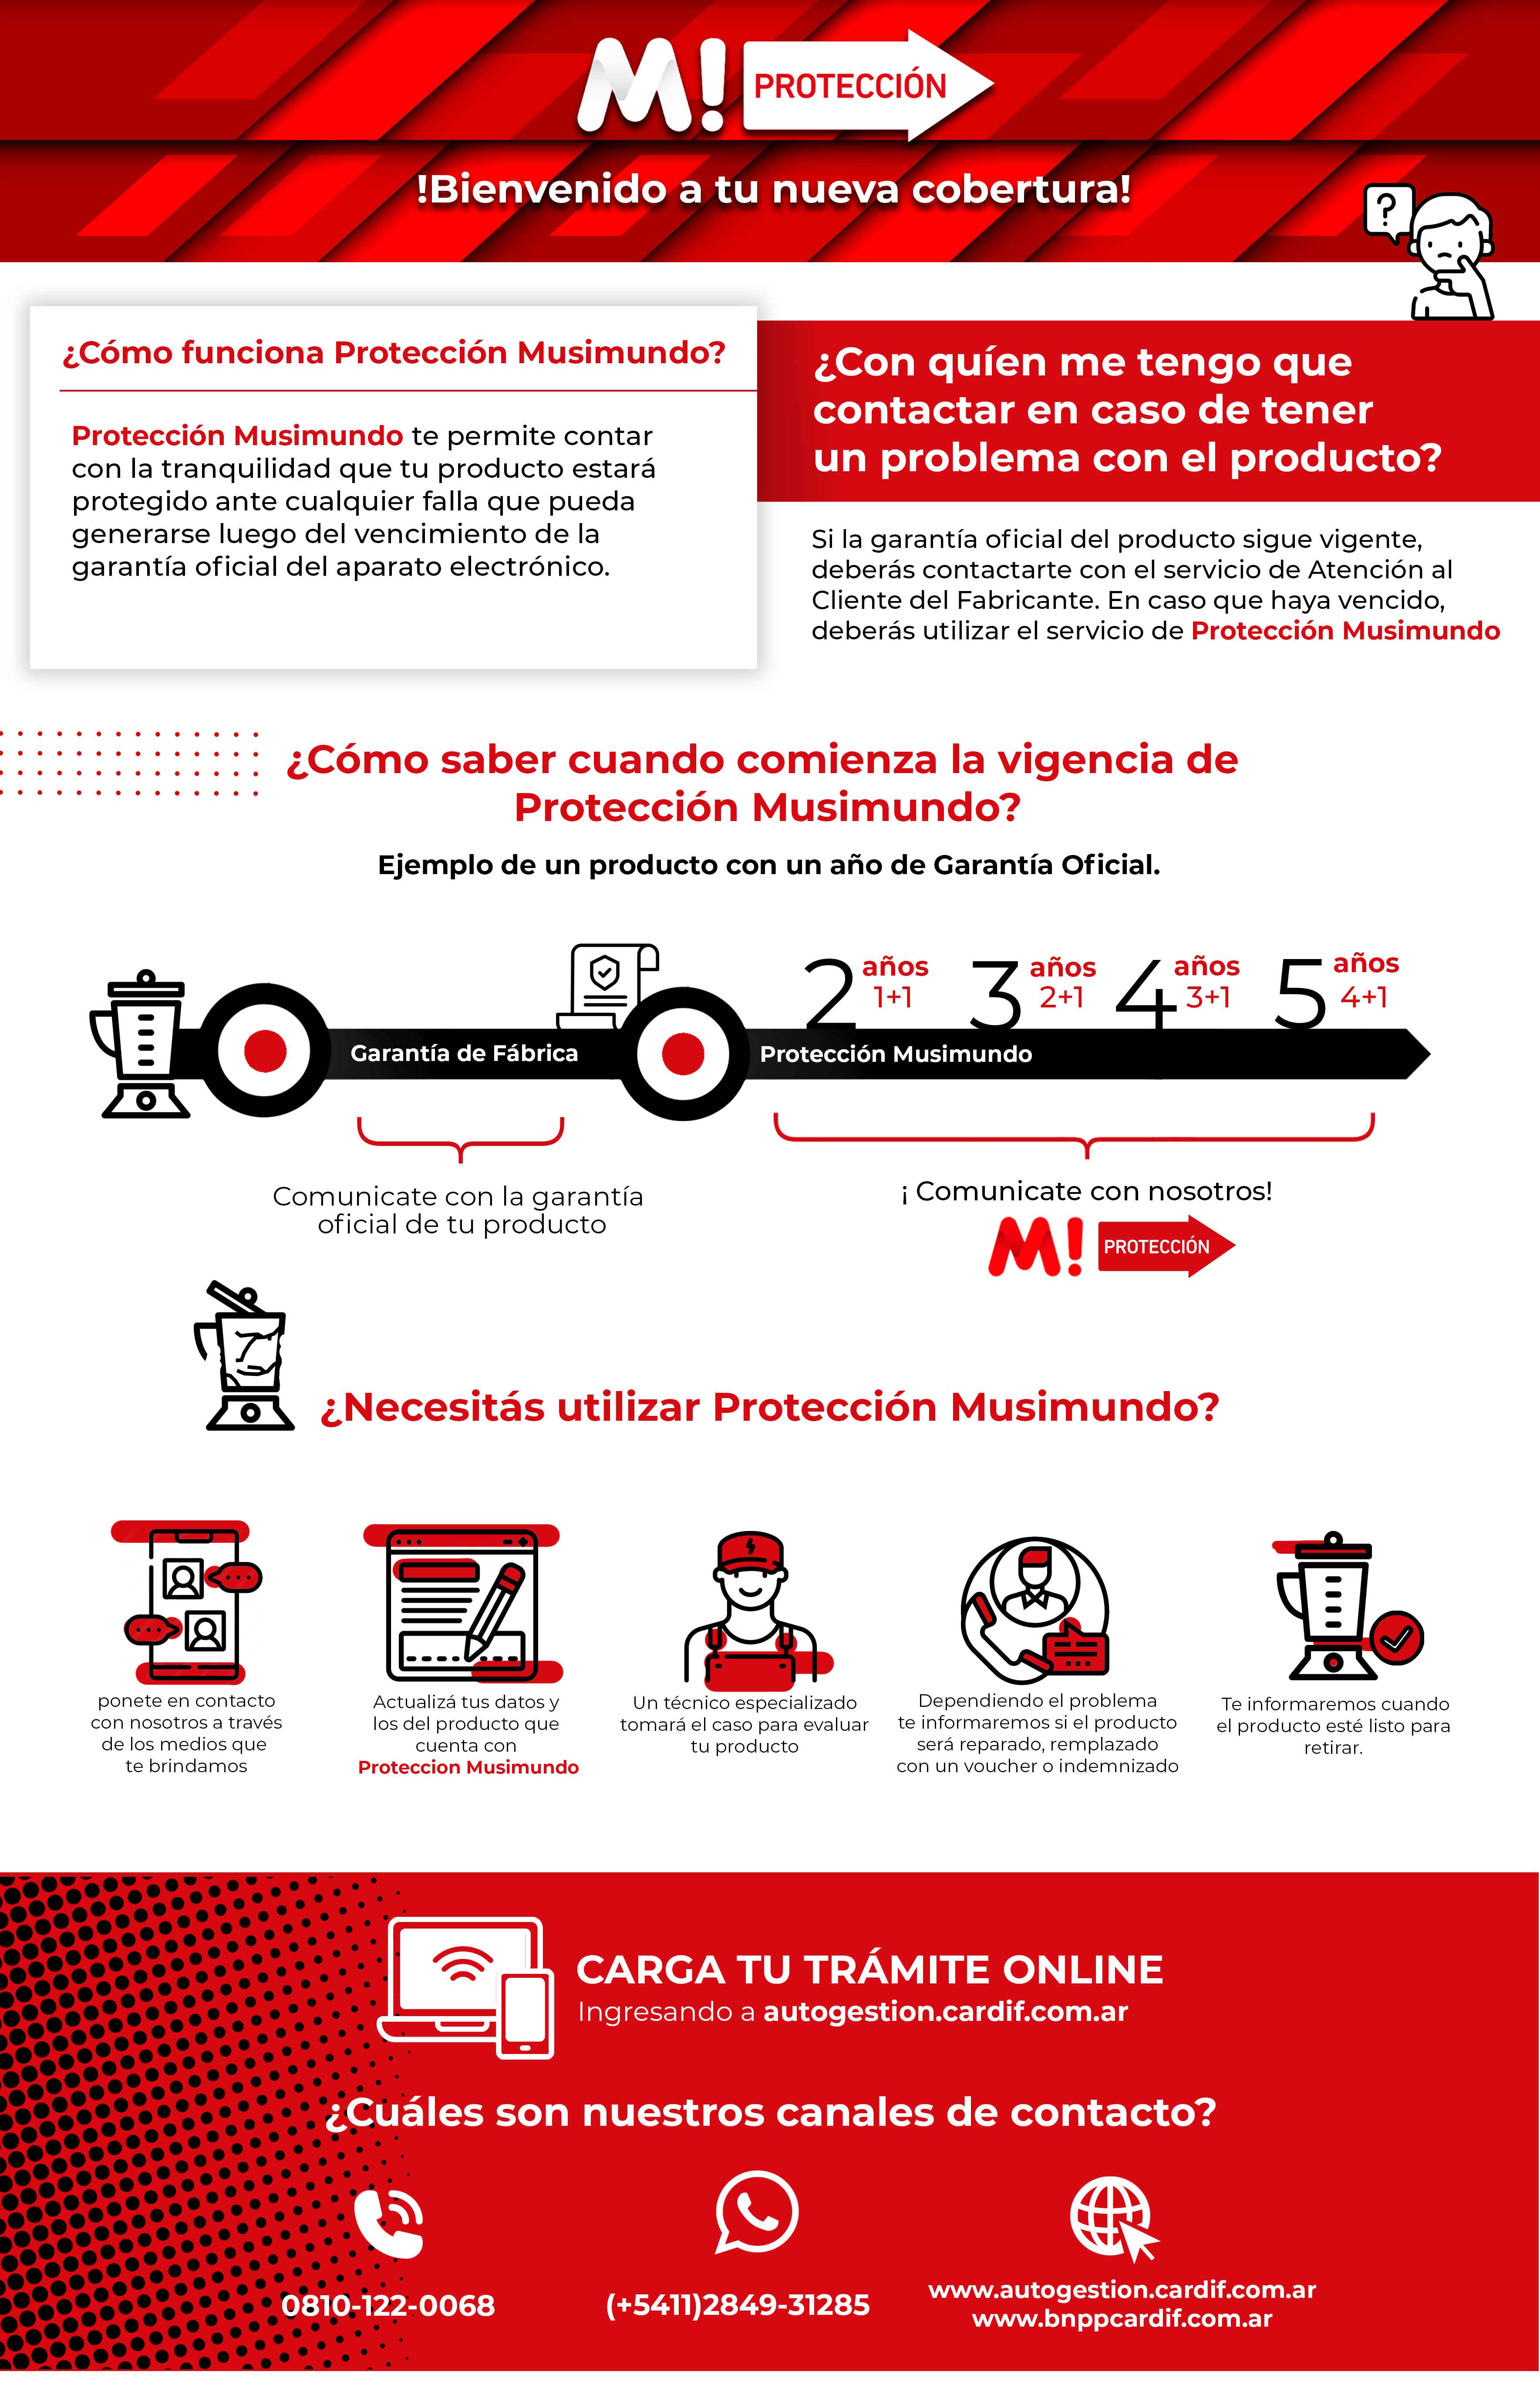 M! PROTECCIÓN
!Bienvenido a tu nueva cobertura!
?
¿Cómo funciona Protección Musimundo?
Protección Musimundo te permite contar
con la tranquilidad que tu producto estará
protegido ante cualquier falla que pueda
generarse luego del vencimiento de la
garantía oficial del aparato electrónico.
¿Con quíen me tengo que
contactar en caso de tener
un problema con el producto?
Si la garantía oficial del producto sigue vigente,
deberás contactarte con el servicio de Atención al
Cliente del Fabricante. En caso que haya vencido,
deberás utilizar el servicio de Protección Musimundo
¿Cómo saber cuando comienza la vigencia de
Protección Musimundo?
Ejemplo de un producto con un año de Garantía Oficial.
2 años 1+1
3 años 2+1
4 años 3+1
5 años 4+1
Garantía de Fábrica
Protección Musimundo
Comunicate con la garantía
oficial de tu producto
¡ Comunicate con nosotros!
M! PROTECCIÓN
¿Necesitás utilizar Protección Musimundo?
ponete en contacto
con nosotros a través
de los medios que
te brindamos
Actualizá tus datos y
los del producto que
cuenta con
Proteccion Musimundo
Un técnico especializado
tomará el caso para evaluar
tu producto
Dependiendo el problema
te informaremos si el producto
será reparado, remplazado
con un voucher o indemnizado
Te informaremos cuando
el producto esté listo para
retirar.
CARGA TU TRÁMITE ONLINE
Ingresando a autogestion.cardif.com.ar
¿Cuáles son nuestros canales de contacto?
0810-122-0068
(+5411)2849-31285
www.autogestion.cardif.com.ar
www.bnppcardif.com.ar